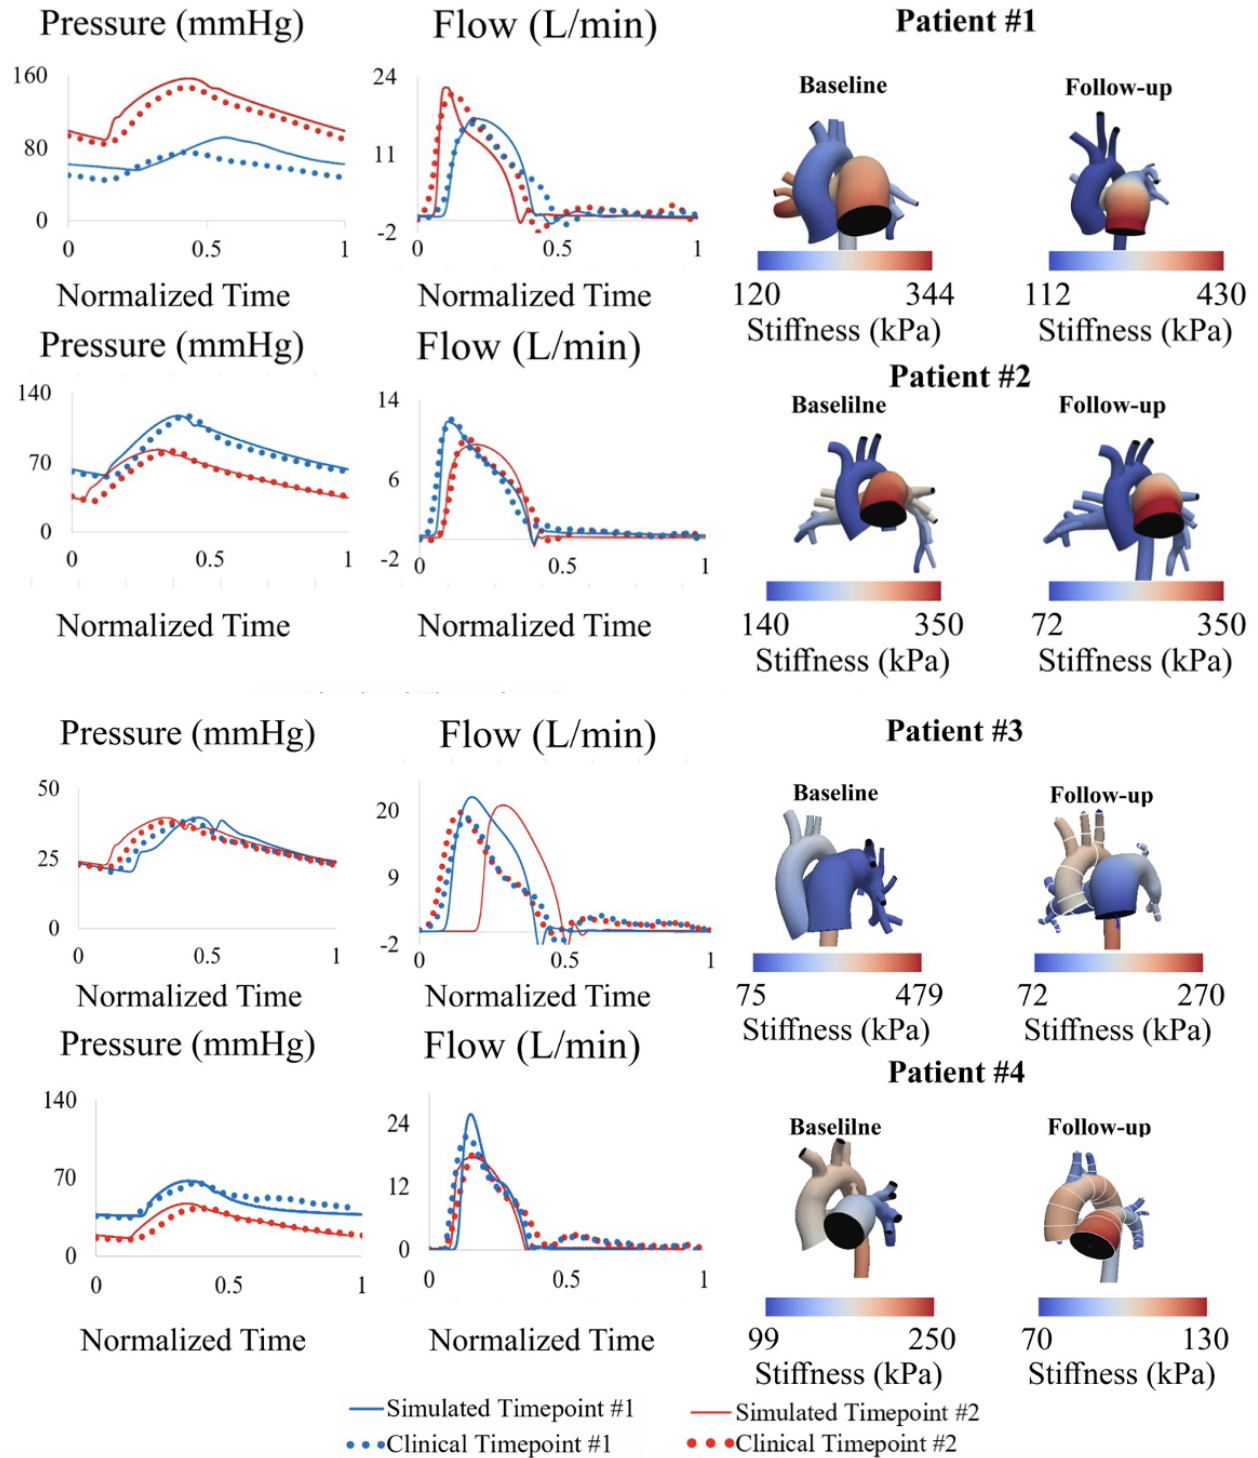 Pressure (mmHg)
Flow (L/min)
Patient #1
Baseline
Follow-up
160
80
0
0
0.5
1
Normalized Time
24
11
-2
0
0.5
1
Normalized Time
120
344
Stiffness (kPa)
112
430
Stiffness (kPa)
Pressure (mmHg)
Flow (L/min)
Patient #2
Baselilne
Follow-up
140
70
0
0
0.5
1
Normalized Time
14
6
-2
0
0.5
1
Normalized Time
140
350
Stiffness (kPa)
72
350
Stiffness (kPa)
Pressure (mmHg)
Flow (L/min)
Patient #3
Baseline
Follow-up
50
25
0
0
0.5
1
Normalized Time
20
9
-2
0
0.5
1
Normalized Time
75
479
Stiffness (kPa)
72
270
Stiffness (kPa)
Pressure (mmHg)
Flow (L/min)
Patient #4
Baselilne
Follow-up
140
70
0
0
0.5
1
Normalized Time
24
12
0
0
0.5
1
Normalized Time
99
250
Stiffness (kPa)
70
130
Stiffness (kPa)
Simulated Timepoint #1
Simulated Timepoint #2
Clinical Timepoint #1
Clinical Timepoint #2